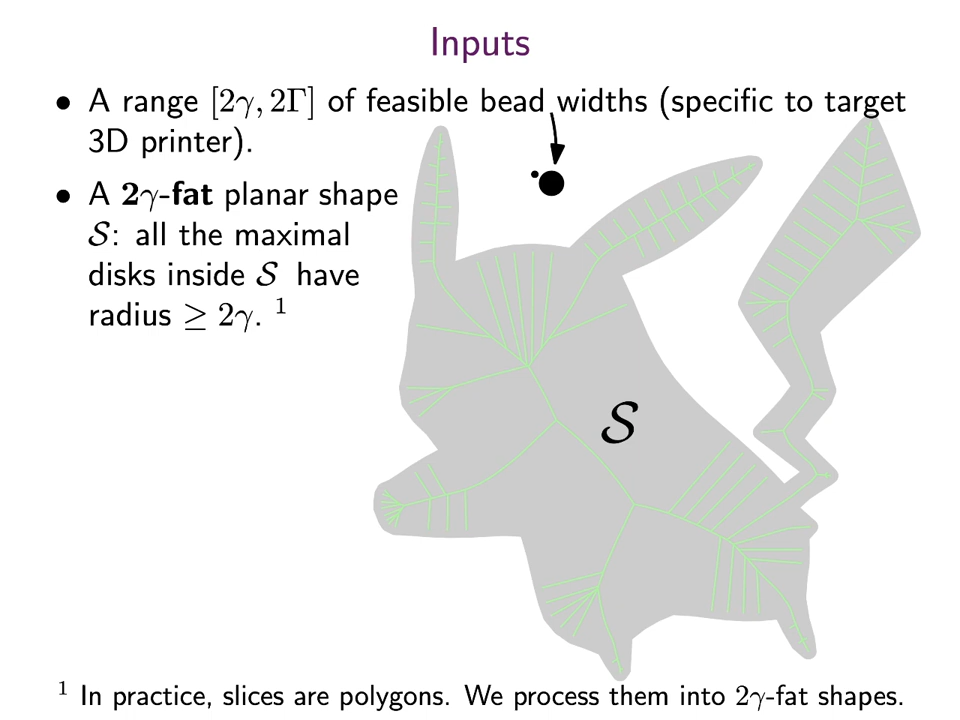 Inputs
• A range [2γ, 2Γ] of feasible bead widths (specific to target
3D printer).
• A 2γ-fat planar shape
𝒮: all the maximal
disks inside 𝒮 have
radius ≥ 2γ. ¹
𝒮
¹ In practice, slices are polygons. We process them into 2γ-fat shapes.